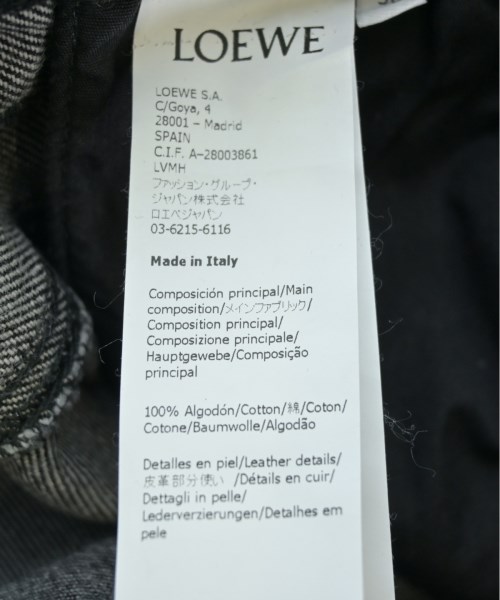 LOEWE
LOEWE S.A.
C/Goya, 4
28001 – Madrid
SPAIN
C.I.F. A–28003861
LVMH
ファッション・グループ・
ジャパン株式会社
ロエベジャパン
03-6215-6116
Made in Italy
Composición principal/Main
composition/メインファブリック/
Composition principal/
Composizione principale/
Hauptgewebe/Composição
principal
100% Algodón/Cotton/綿/Coton/
Cotone/Baumwolle/Algodão
Detalles en piel/Leather details/
皮革部分使い /Détails en cuir/
Dettagli in pelle/
Lederverzierungen/Detalhes em
pele